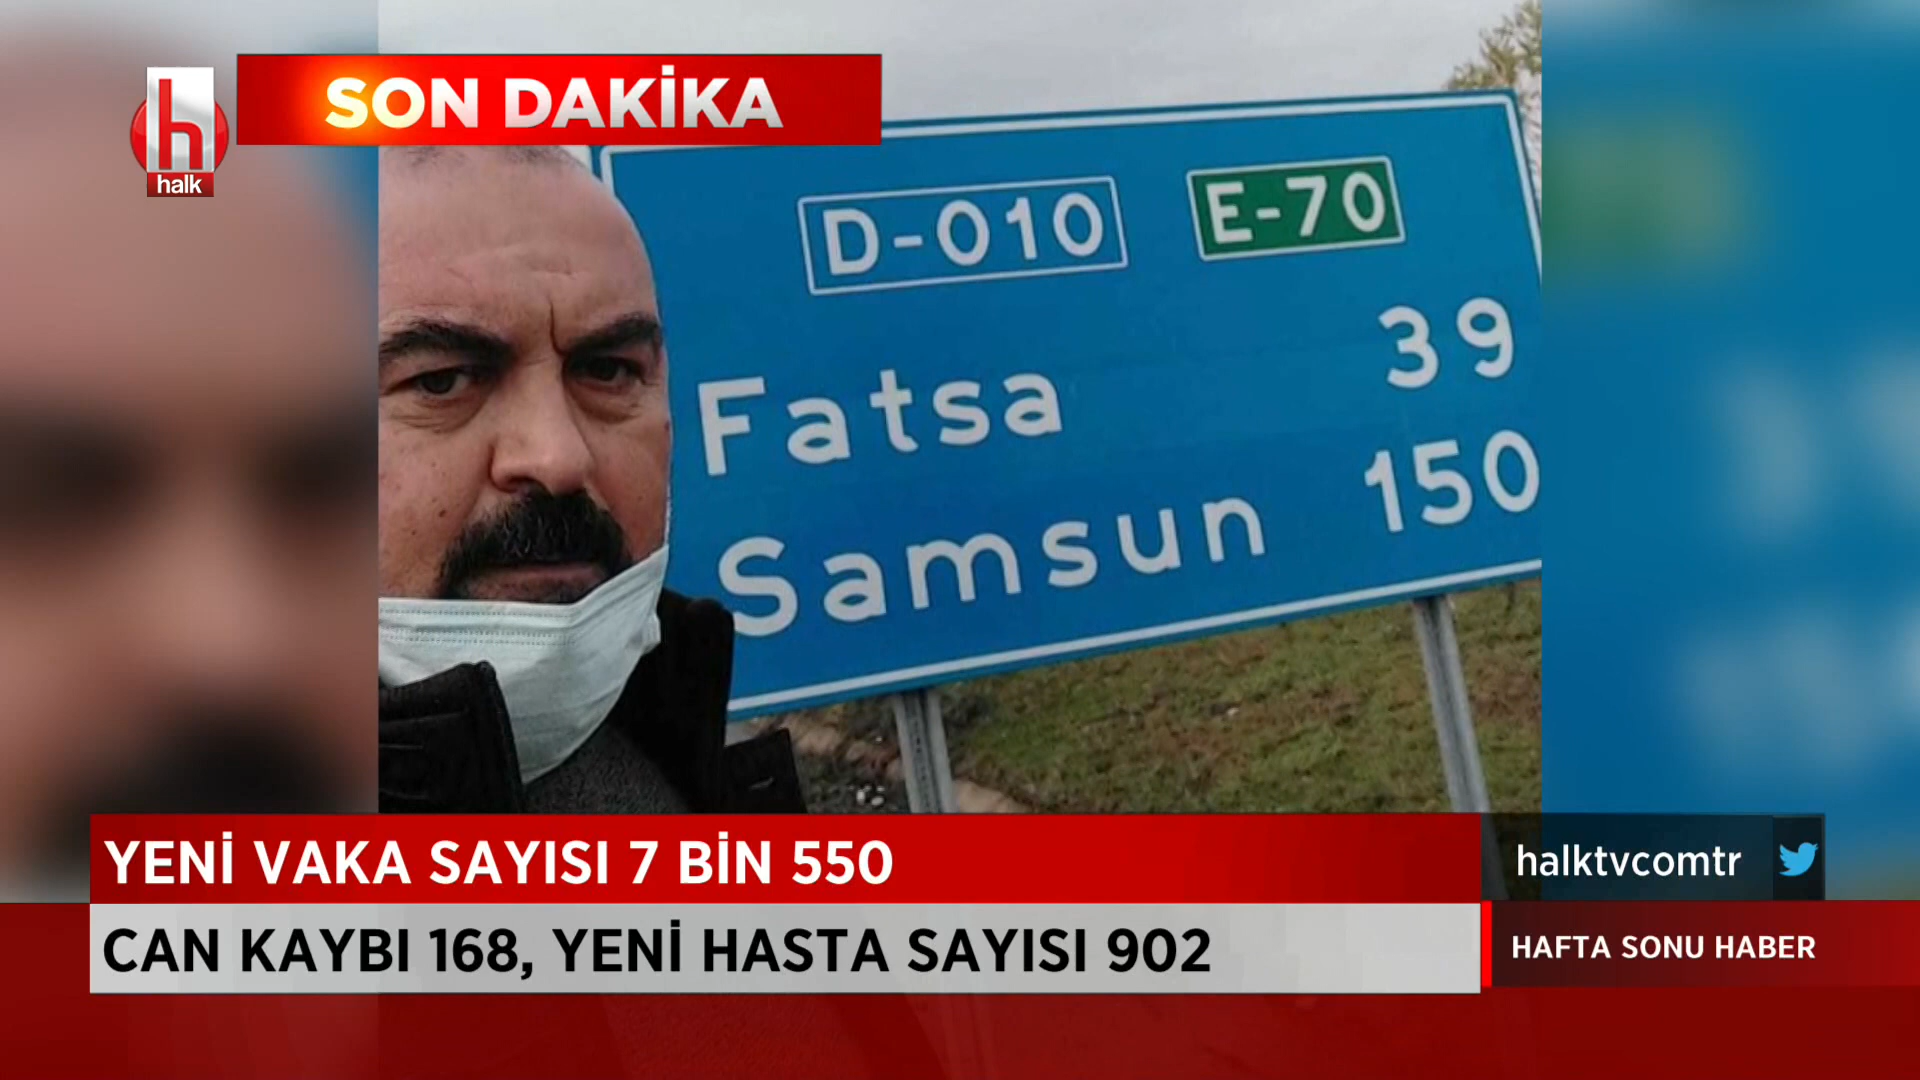 h
halk
SON DAKİKA
D-010 E-70
Fatsa 39
Samsun 150
YENİ VAKA SAYISI 7 BİN 550
halktvcomtr
CAN KAYBI 168, YENİ HASTA SAYISI 902
HAFTA SONU HABER